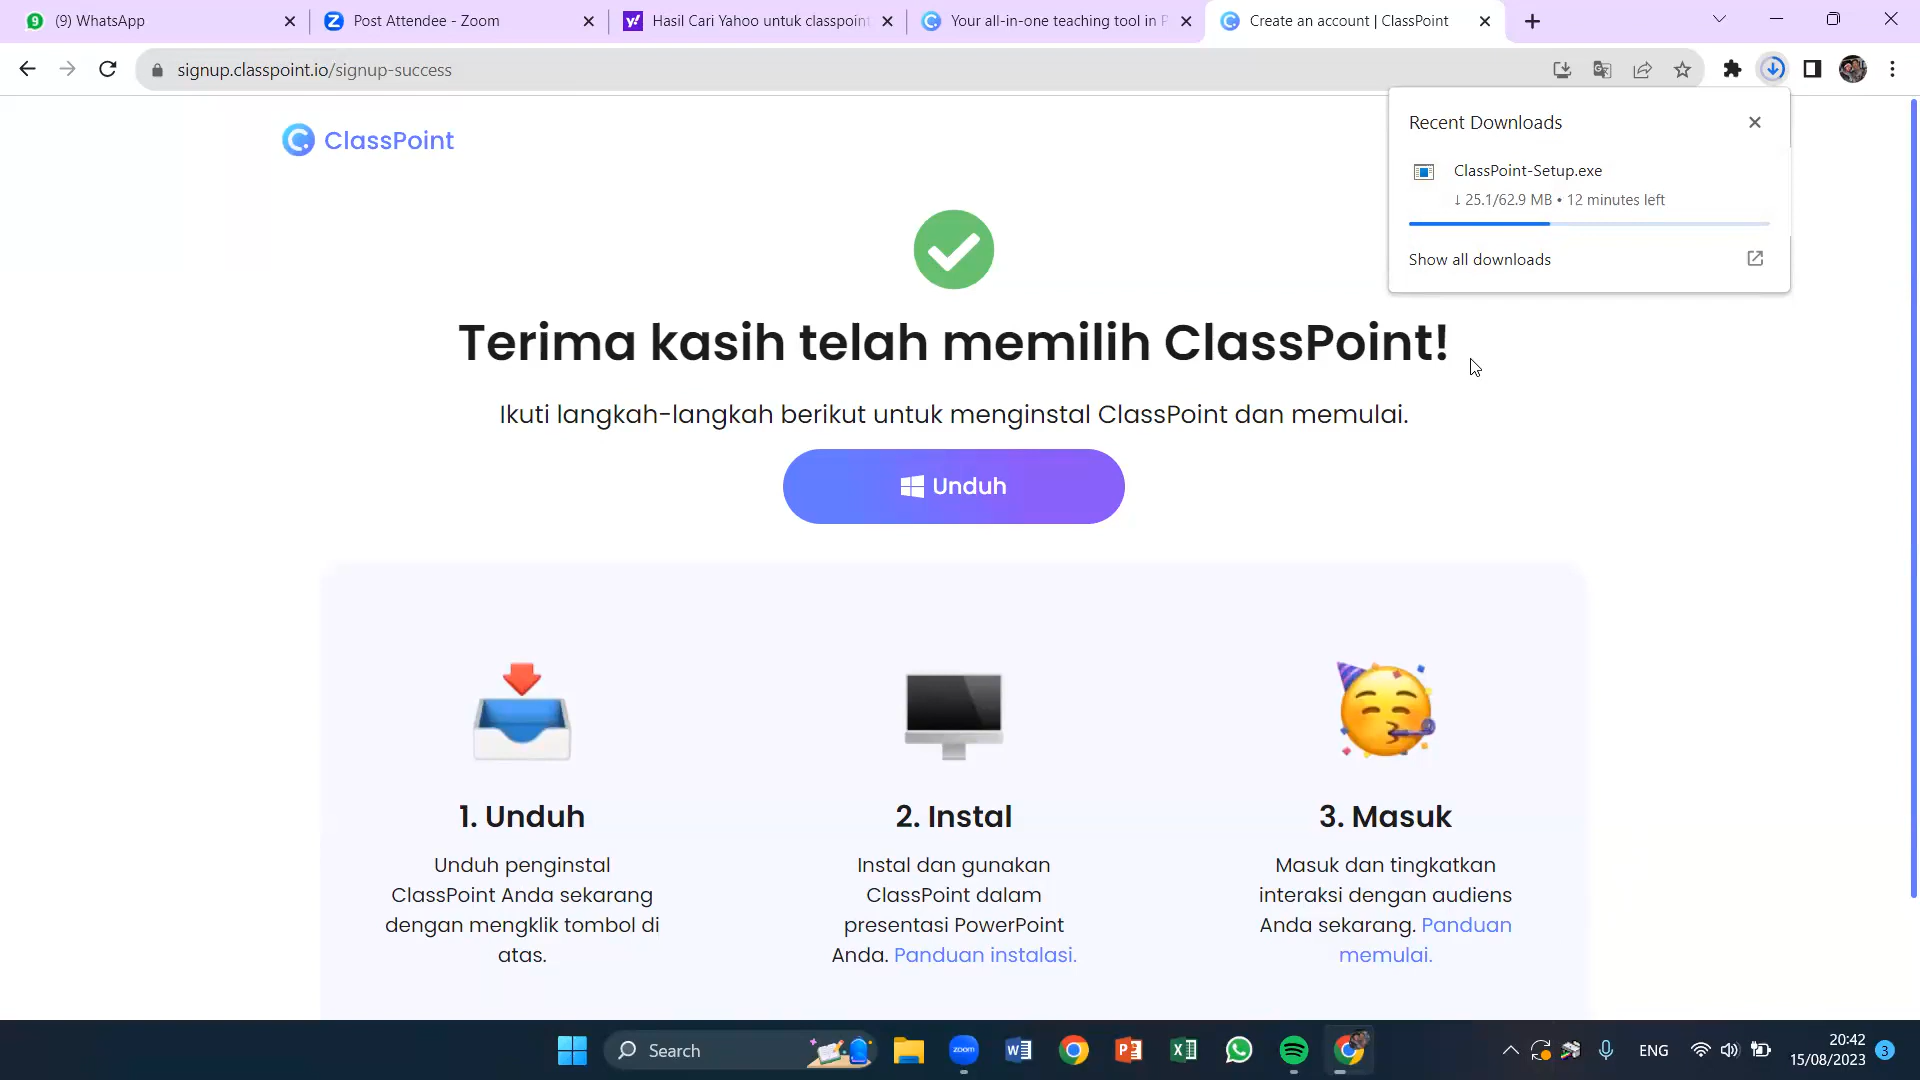 (9) WhatsApp
Post Attendee - Zoom
Hasil Cari Yahoo untuk classpoint
Your all-in-one teaching tool in P
Create an account | ClassPoint
signup.classpoint.io/signup-success
Recent Downloads
ClassPoint-Setup.exe
↓ 25.1/62.9 MB • 12 minutes left
Show all downloads
ClassPoint
Terima kasih telah memilih ClassPoint!
Ikuti langkah-langkah berikut untuk menginstal ClassPoint dan memulai.
Unduh
1. Unduh
Unduh penginstal
ClassPoint Anda sekarang
dengan mengklik tombol di
atas.
2. Instal
Instal dan gunakan
ClassPoint dalam
presentasi PowerPoint
Anda. Panduan instalasi.
3. Masuk
Masuk dan tingkatkan
interaksi dengan audiens
Anda sekarang. Panduan
memulai.
Search
zoom
ENG
20:42
15/08/2023
3